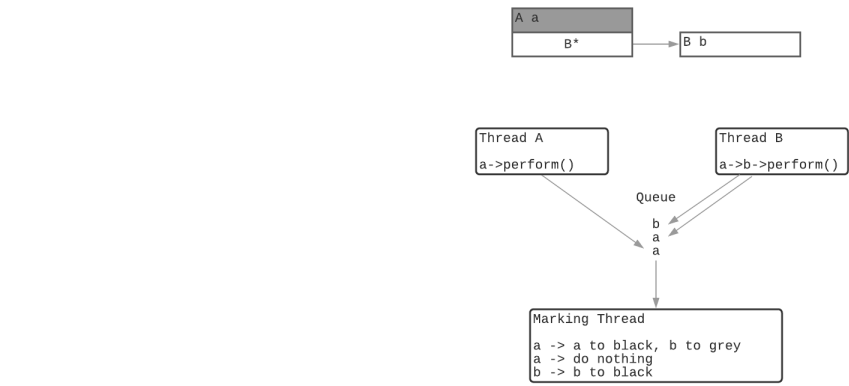 A a
B*
B b
Thread A
a->perform()
Thread B
a->b->perform()
Queue
b
a
a
Marking Thread
a -> a to black, b to grey
a -> do nothing
b -> b to black